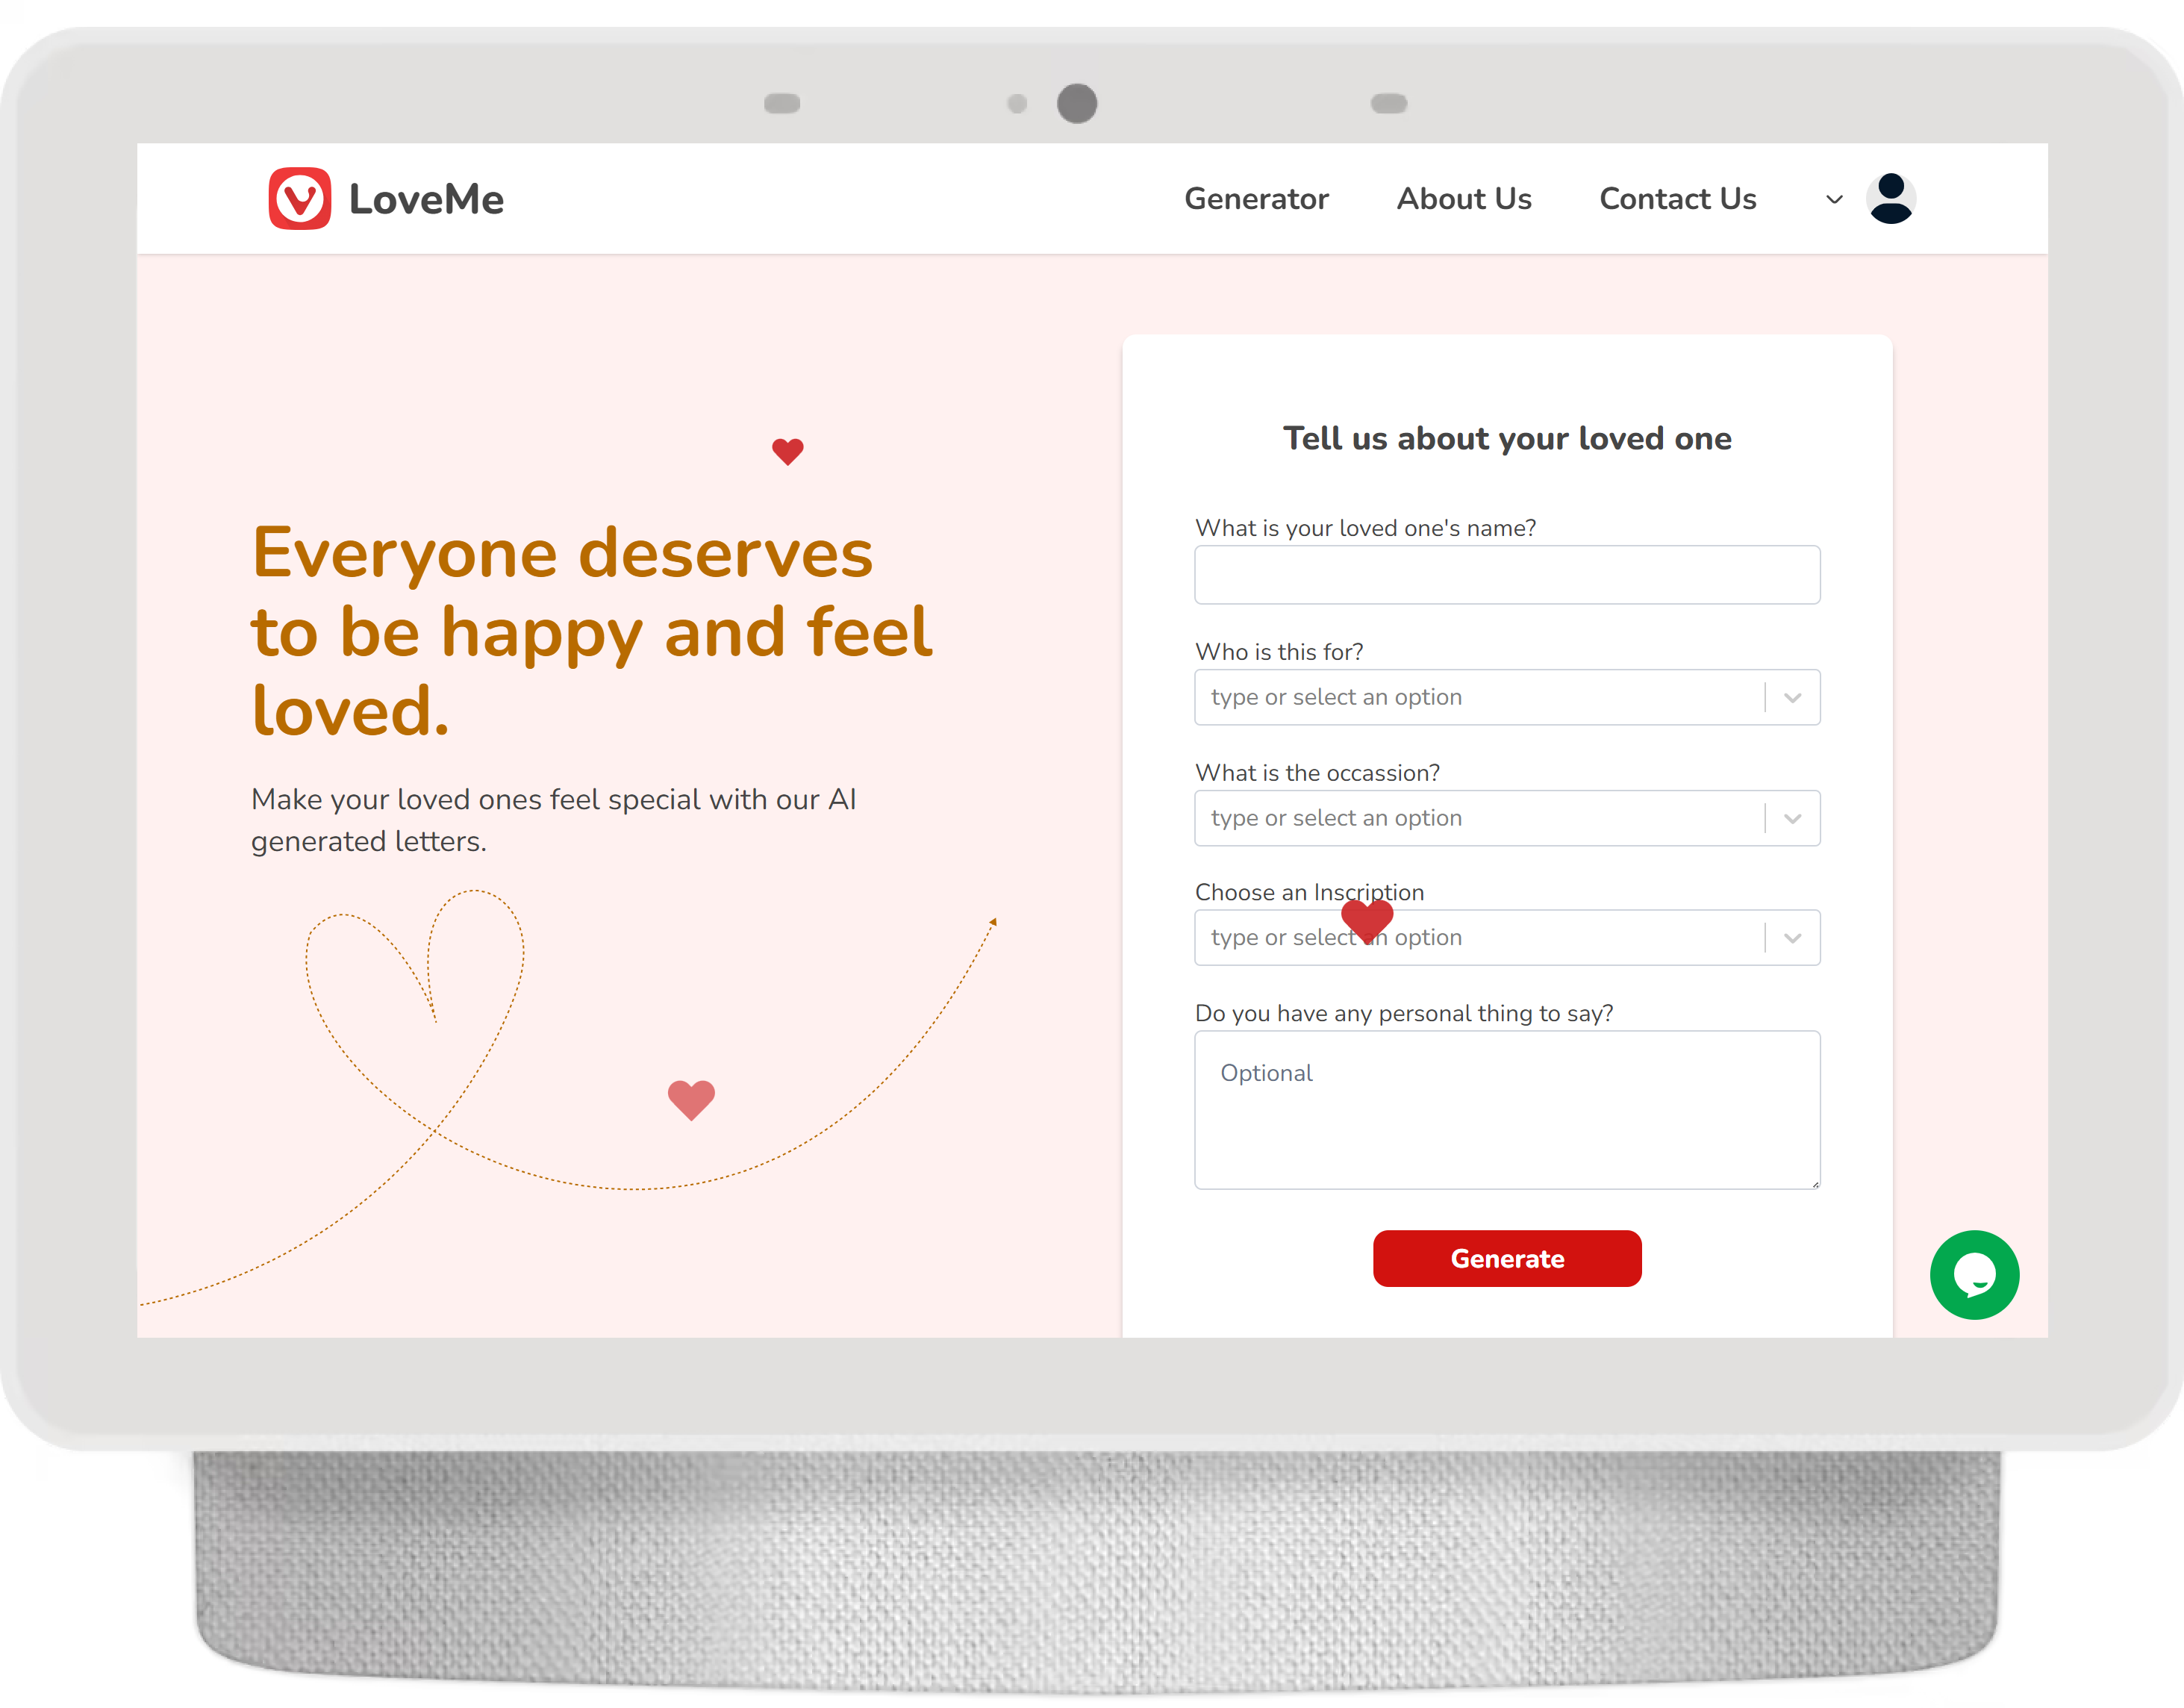 LoveMe
Generator
About Us
Contact Us
Everyone deserves
to be happy and feel
loved.
Make your loved ones feel special with our AI
generated letters.
Tell us about your loved one
What is your loved one's name?
Who is this for?
type or select an option
What is the occassion?
type or select an option
Choose an Inscription
type or select an option
Do you have any personal thing to say?
Optional
Generate